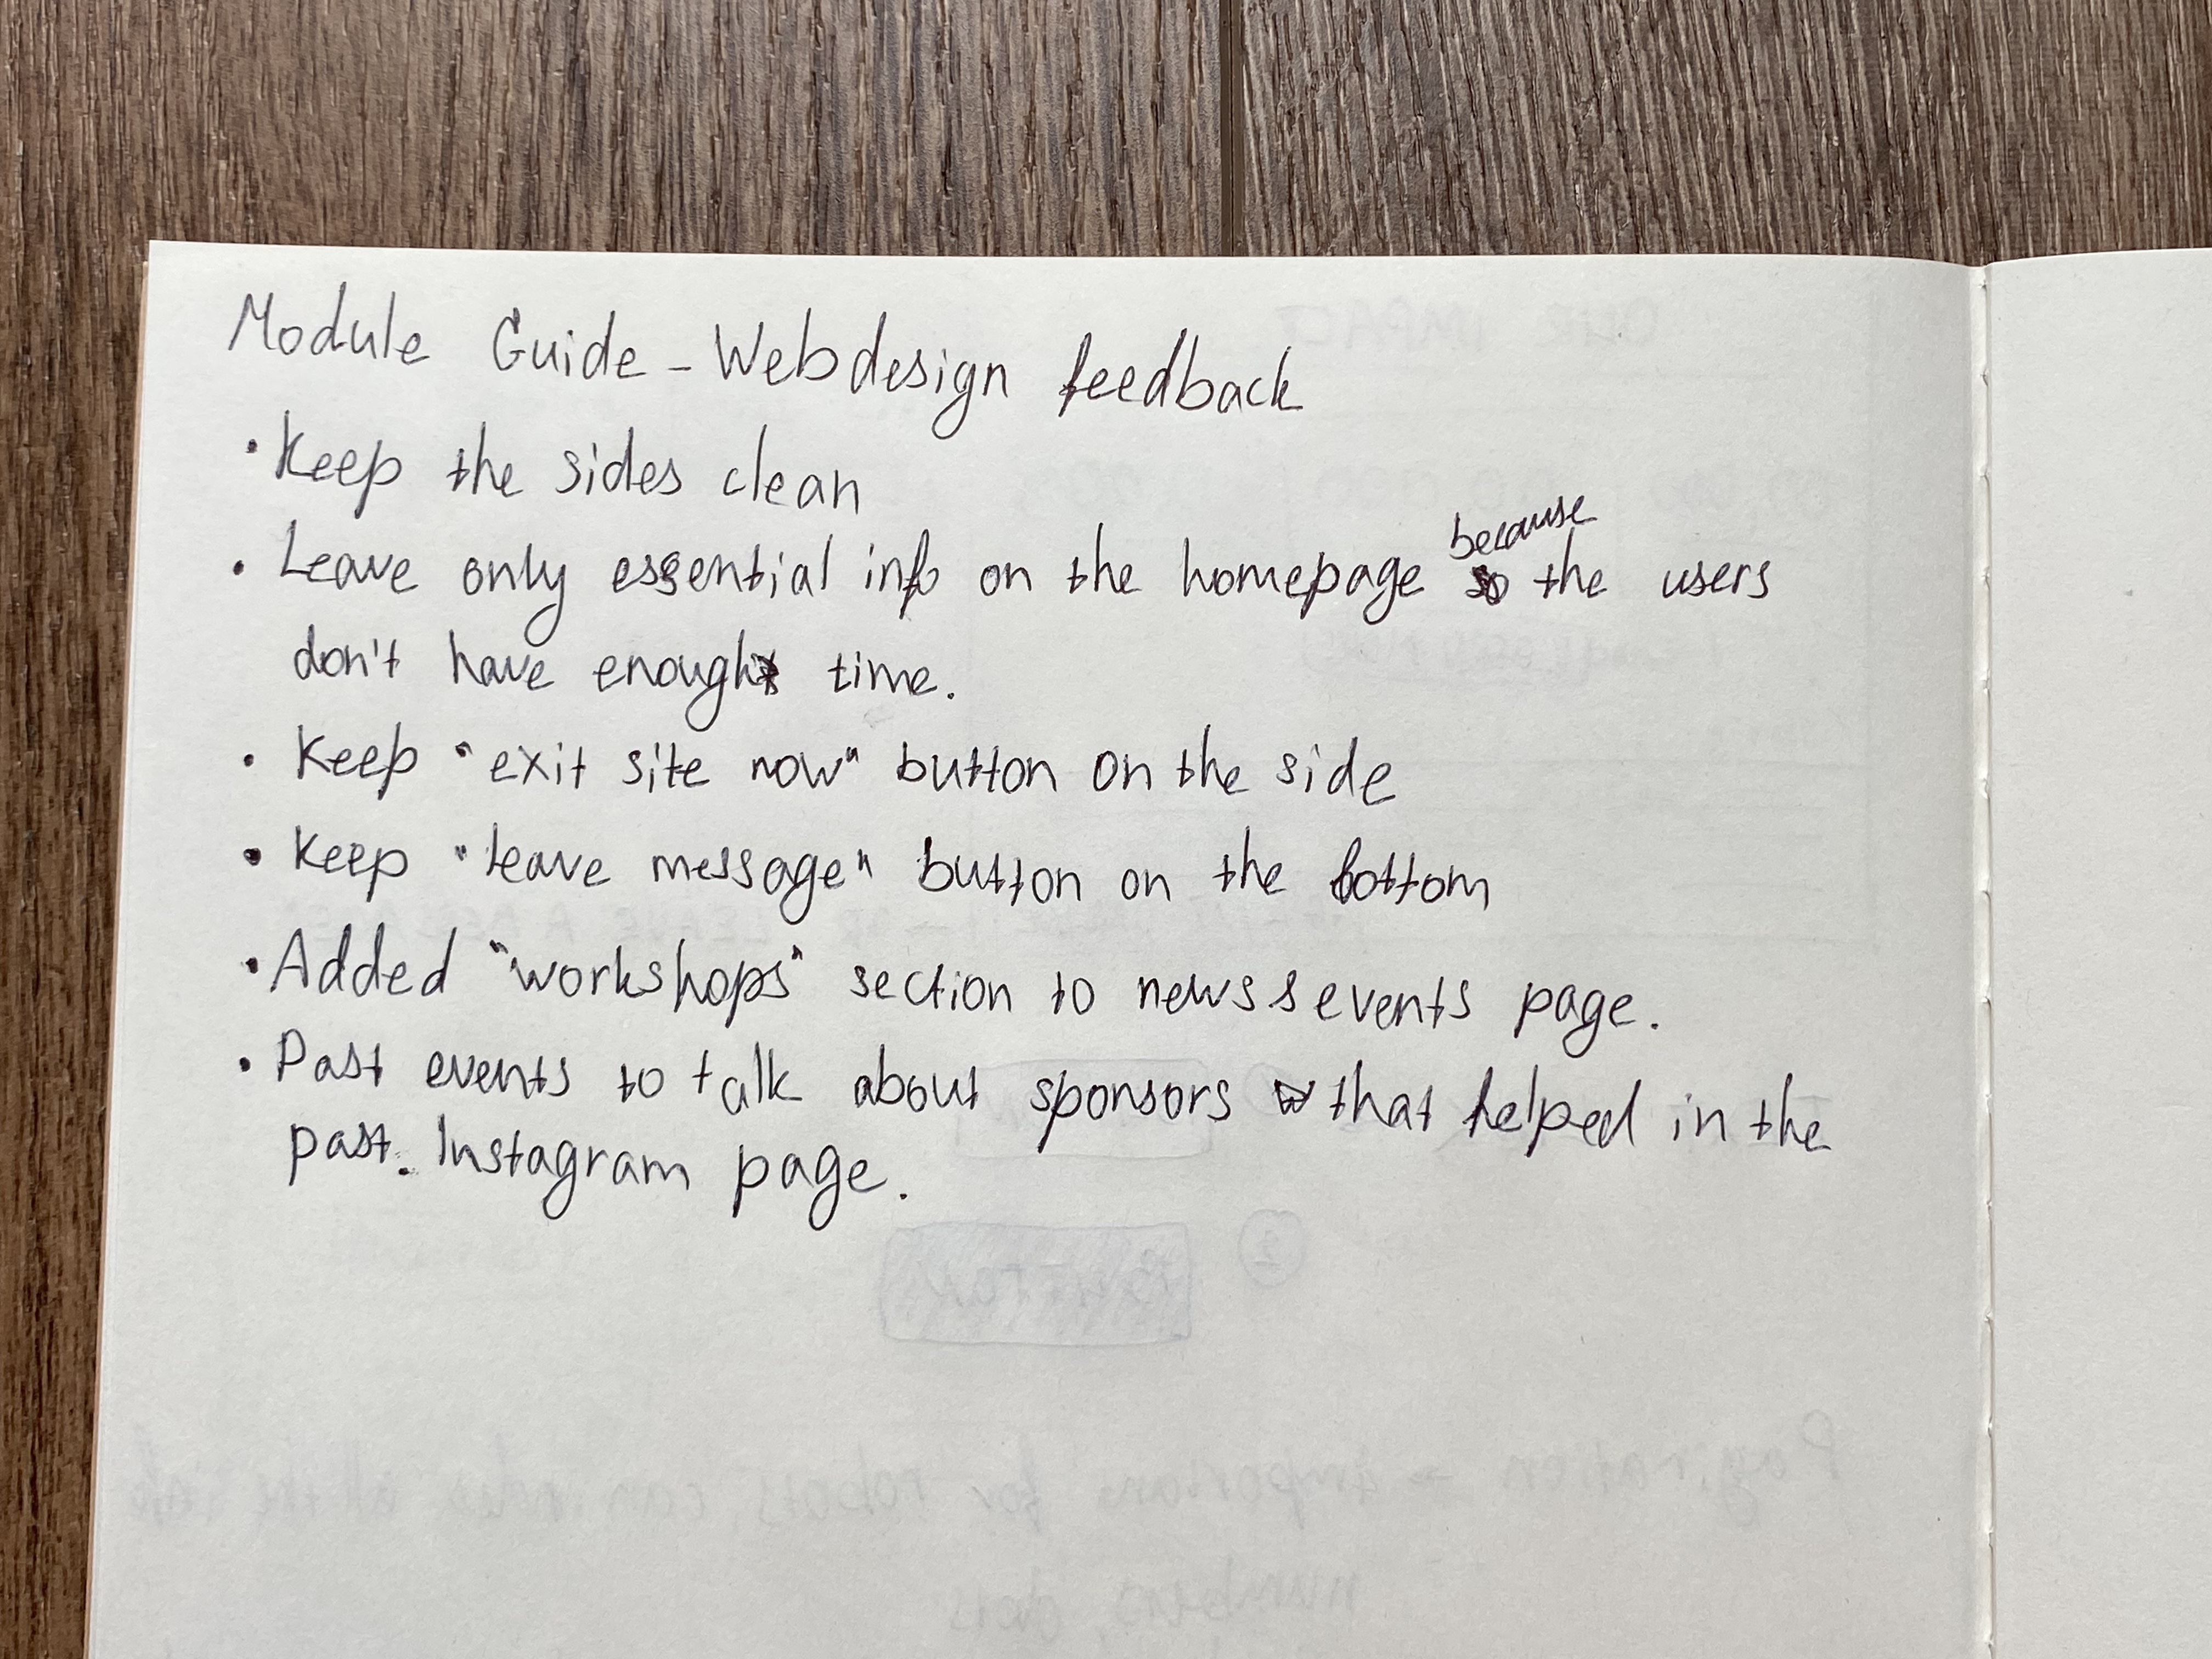 Module Guide - Webdesign feedback
• Keep the sides clean
• Leave only essential info on the homepage because the users
don't have enough time.
• Keep "exit site now" button on the side
• Keep "leave message" button on the bottom
• Added "workshops" section to news & events page.
• Past events to talk about sponsors that helped in the
past. Instagram page.